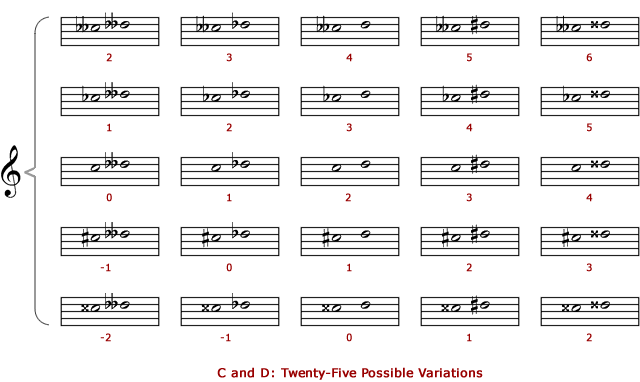 2 3 4 5 6
1 2 3 4 5
0 1 2 3 4
-1 0 1 2 3
-2 -1 0 1 2
C and D: Twenty-Five Possible Variations